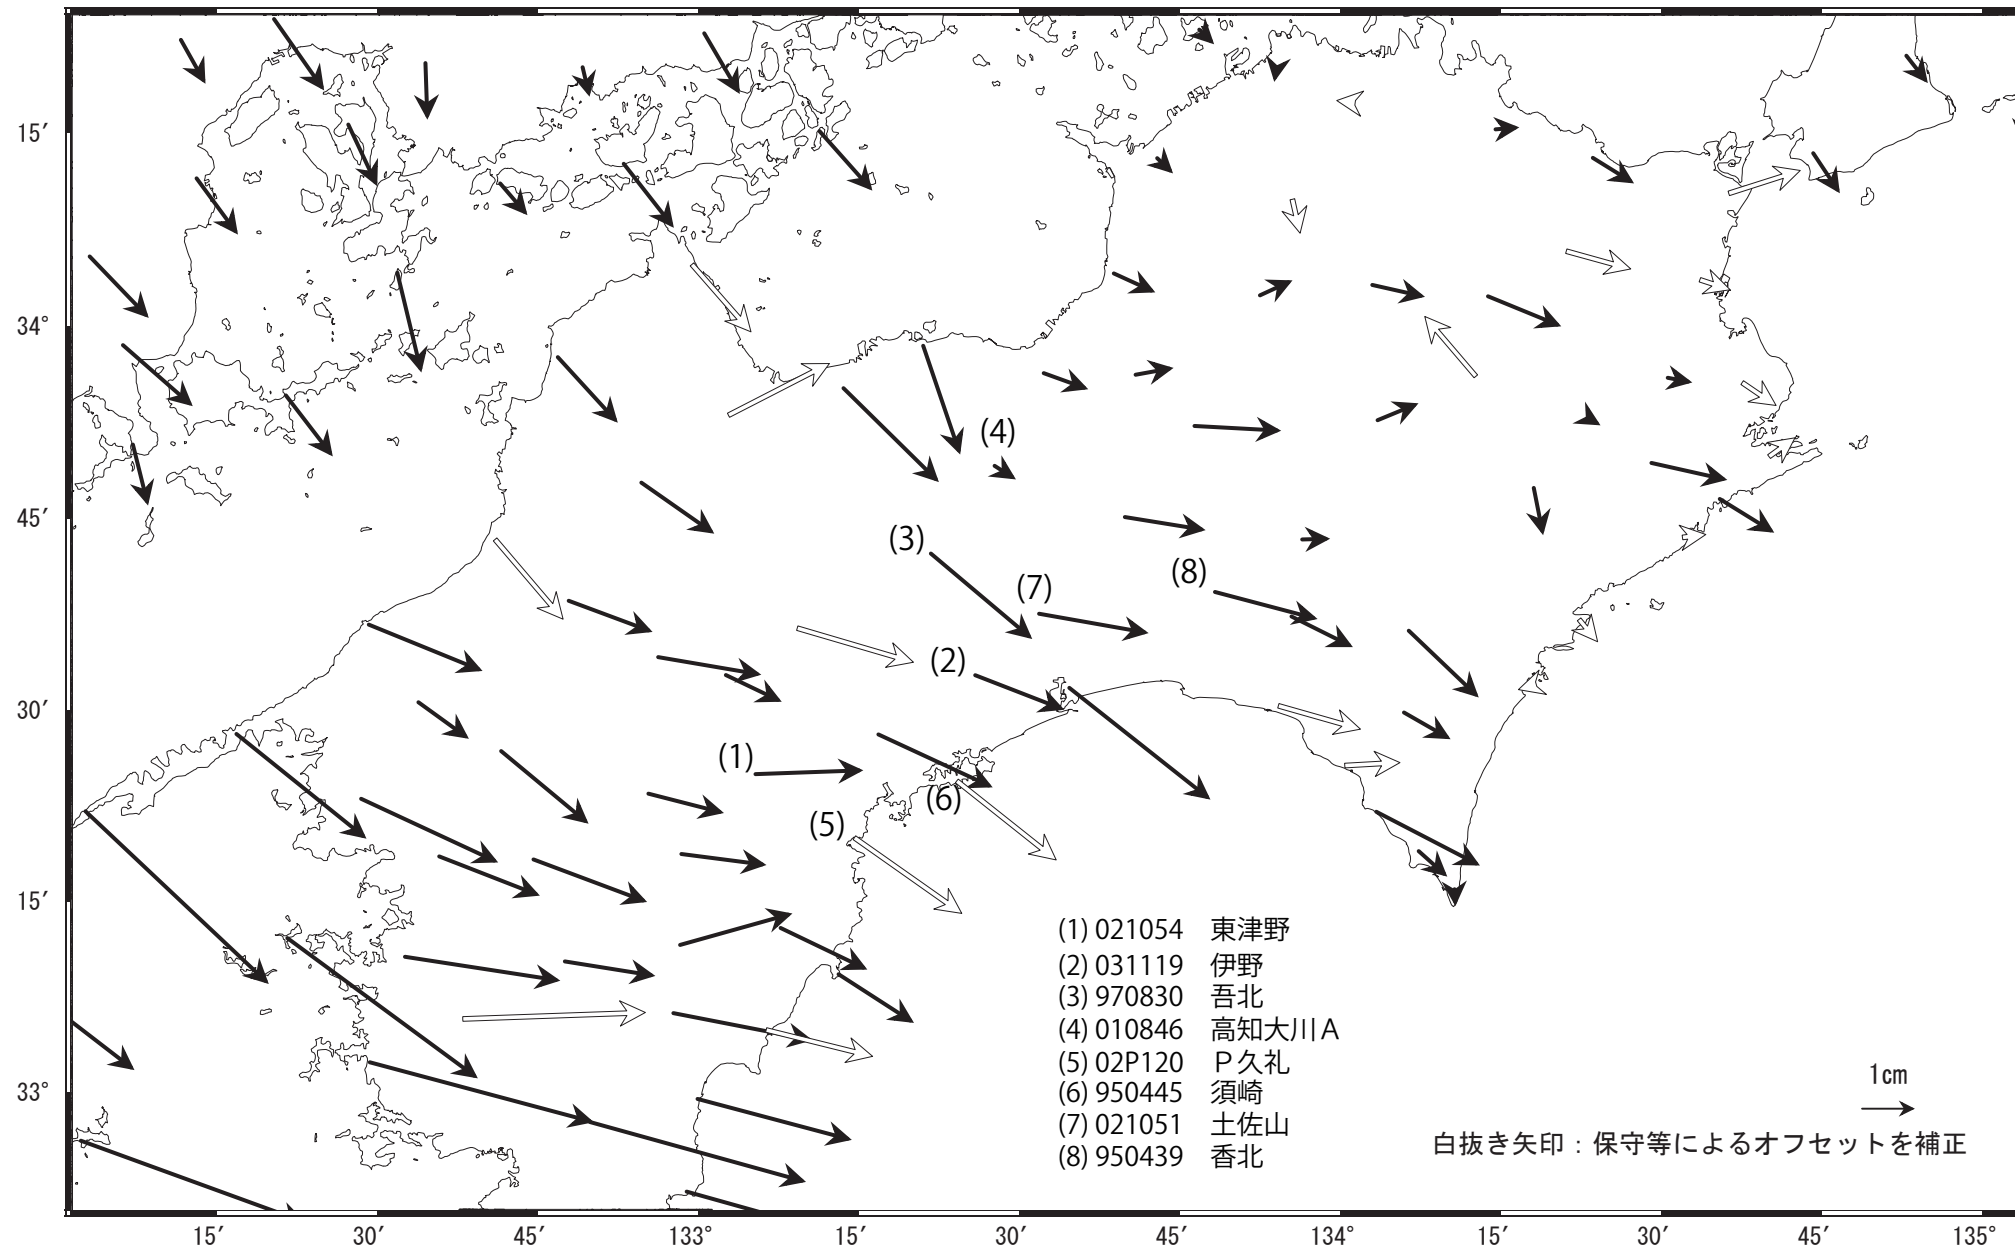 15′
34°
(4)
45′
(3)
(8)
(7)
(2)
30′
(1)
(6)
(5)
15′
(1) 021054 東津野
(2) 031119 伊野
(3) 970830 吾北
(4) 010846 高知大川Ａ
(5) 02P120 Ｐ久礼
(6) 950445 須崎
(7) 021051 土佐山
(8) 950439 香北
33°
1cm
白抜き矢印：保守等によるオフセットを補正
15′ 30′ 45′ 133° 15′ 30′ 45′ 134° 15′ 30′ 45′ 135°